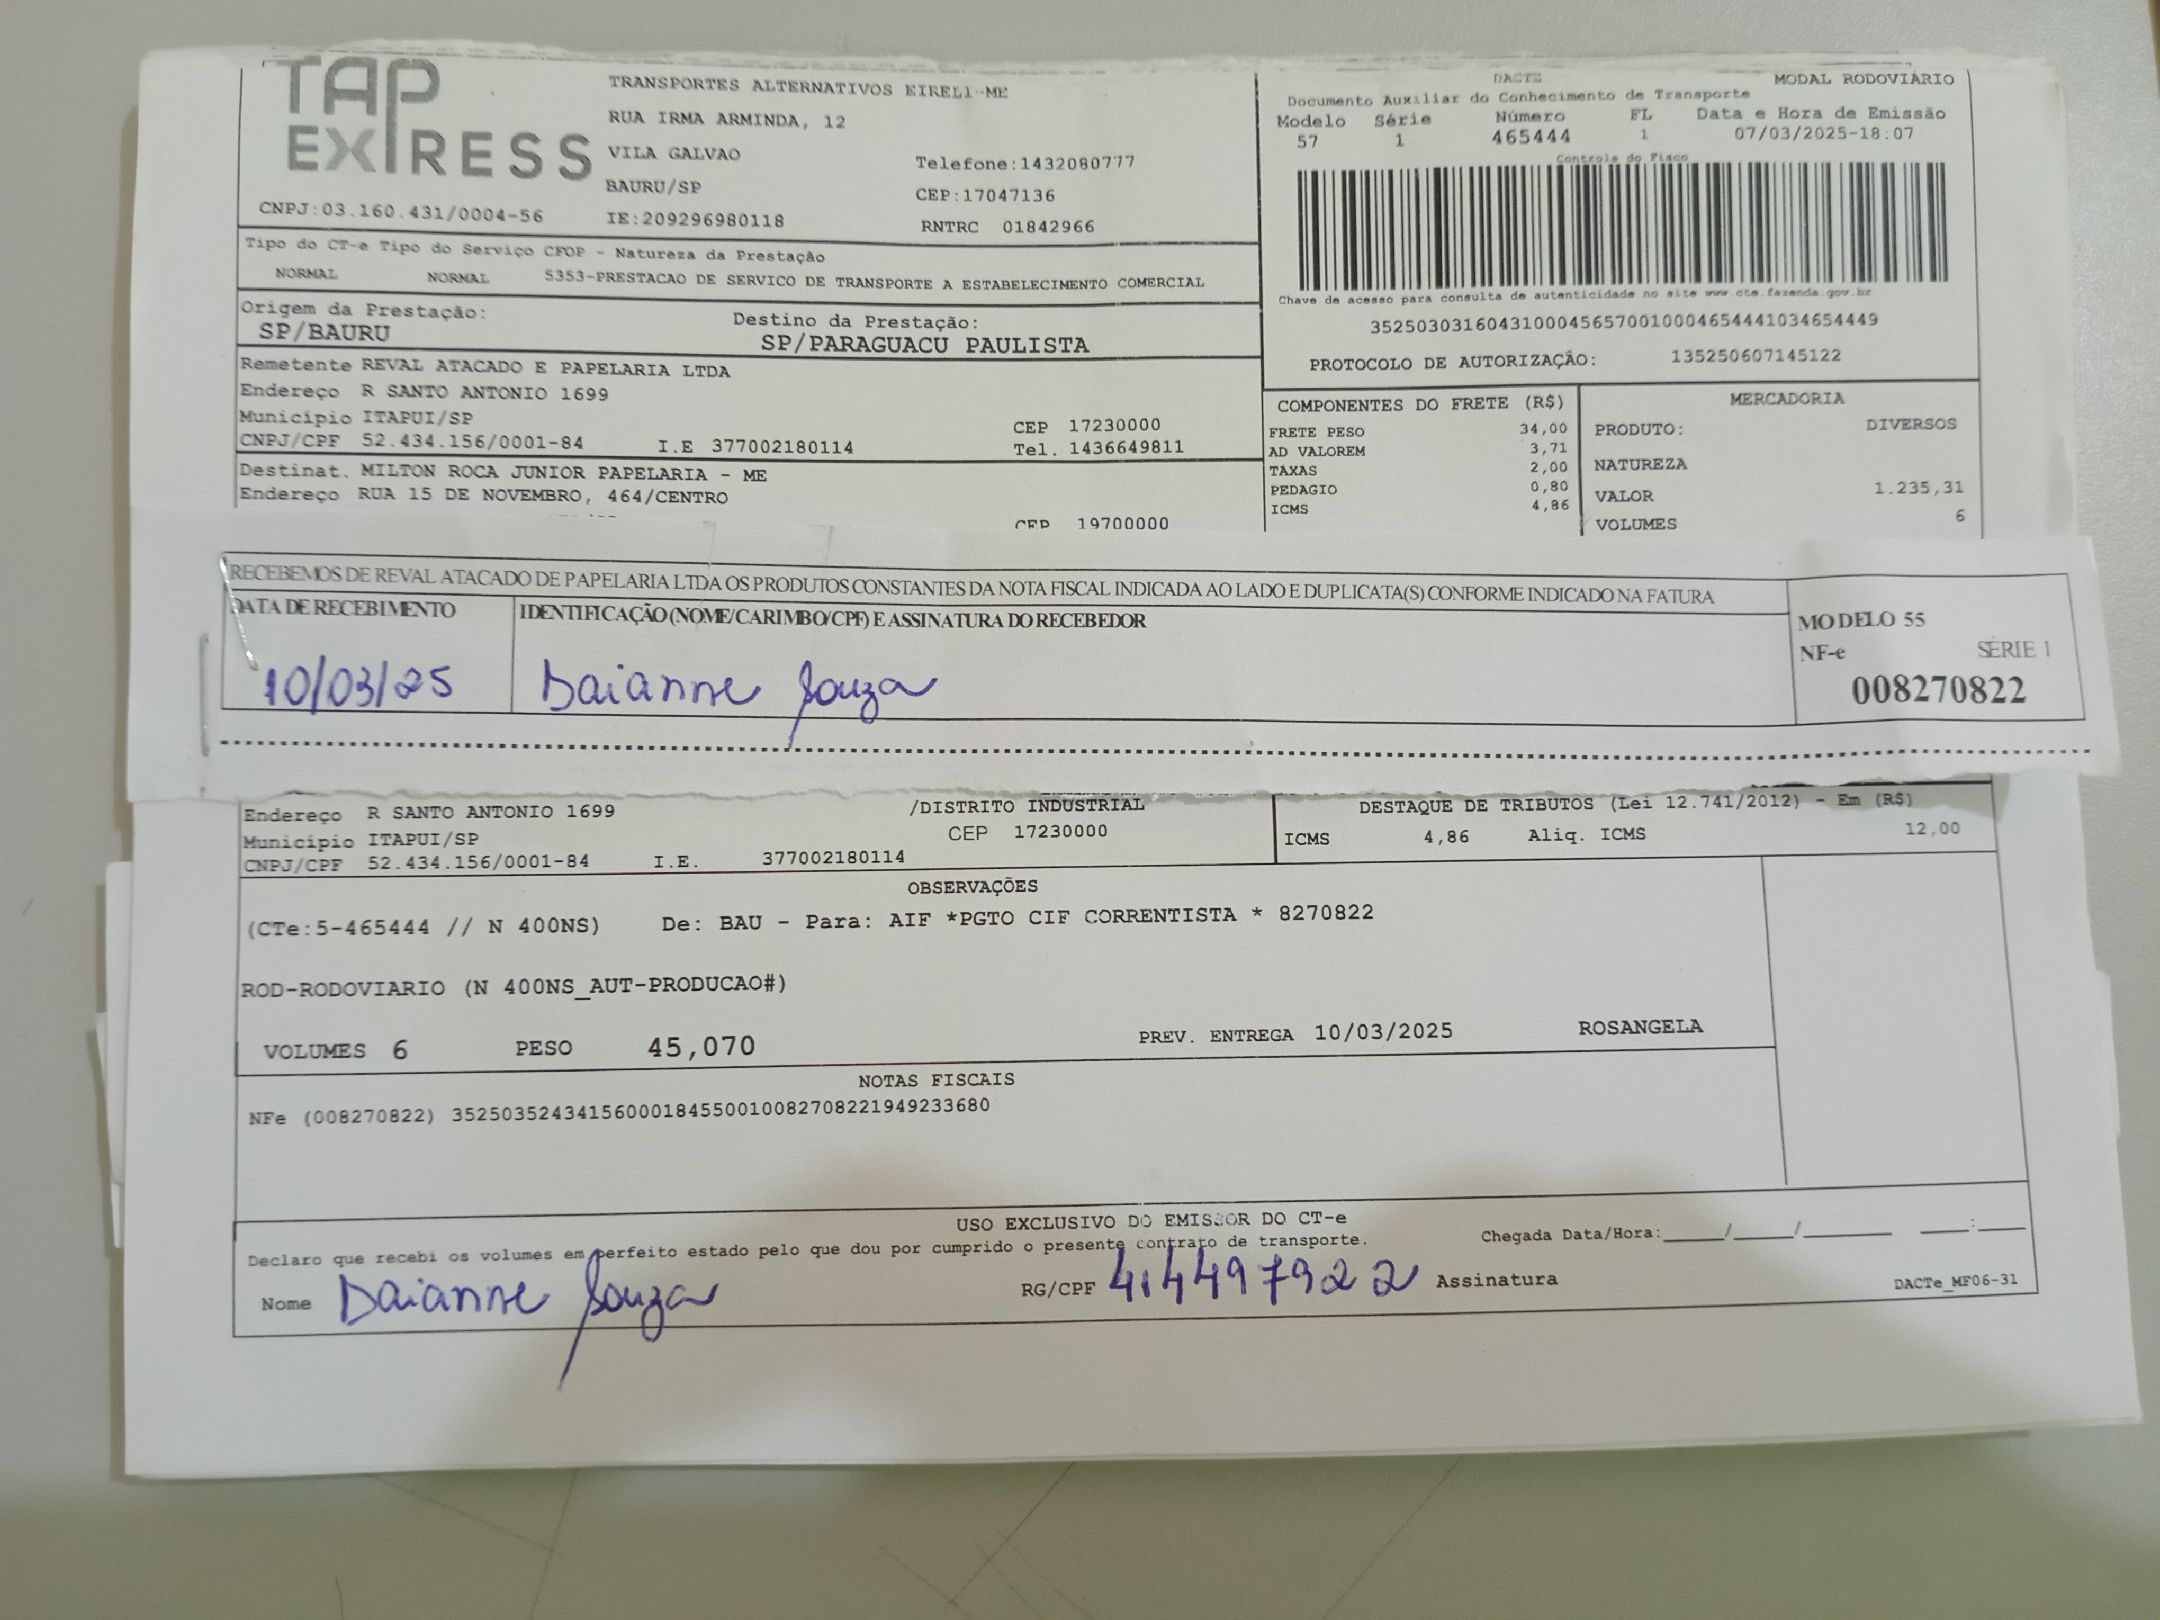 TAP
EXPRESS
TRANSPORTES ALTERNATIVOS EIRELI-ME
RUA IRMA ARMINDA, 12
VILA GALVAO
Telefone:1432080777
BAURU/SP
CEP:17047136
CNPJ:03.160.431/0004-56
IE:209296980118
RNTRC 01842966
DACTE
MODAL RODOVIÁRIO
Documento Auxiliar do Conhecimento de Transporte
Modelo Série Número FL Data e Hora de Emissão
57 1 465444 1 07/03/2025-18:07
Controle do Fisco
Chave de acesso para consulta de autenticidade no site www.cte.fazenda.gov.br
35250303160431000456570010004654441034654449
PROTOCOLO DE AUTORIZAÇÃO: 135250607145122
Tipo do CT-e Tipo do Serviço CFOP - Natureza da Prestação
NORMAL NORMAL 5353-PRESTACAO DE SERVICO DE TRANSPORTE A ESTABELECIMENTO COMERCIAL
Origem da Prestação: Destino da Prestação:
SP/BAURU SP/PARAGUACU PAULISTA
Remetente REVAL ATACADO E PAPELARIA LTDA
Endereço R SANTO ANTONIO 1699
Município ITAPUI/SP CEP 17230000
CNPJ/CPF 52.434.156/0001-84 I.E 377002180114 Tel. 1436649811
Destinat. MILTON ROCA JUNIOR PAPELARIA - ME
Endereço RUA 15 DE NOVEMBRO, 464/CENTRO
CEP 19700000
COMPONENTES DO FRETE (R$)
FRETE PESO 34,00
AD VALOREM 3,71
TAXAS 2,00
PEDAGIO 0,80
ICMS 4,86
MERCADORIA
PRODUTO: DIVERSOS
NATUREZA
VALOR 1.235,31
VOLUMES 6
RECEBEMOS DE REVAL ATACADO DE PAPELARIA LTDA OS PRODUTOS CONSTANTES DA NOTA FISCAL INDICADA AO LADO E DUPLICATA(S) CONFORME INDICADO NA FATURA
DATA DE RECEBIMENTO
IDENTIFICAÇÃO (NOME/CARIMBO/CPF) E ASSINATURA DO RECEBEDOR
10/03/25
Daianne Souza
MODELO 55
NF-e SÉRIE 1
008270822
Endereço R SANTO ANTONIO 1699 /DISTRITO INDUSTRIAL
Município ITAPUI/SP CEP 17230000
CNPJ/CPF 52.434.156/0001-84 I.E. 377002180114
DESTAQUE DE TRIBUTOS (Lei 12.741/2012) - Em (R$)
ICMS 4,86 Aliq. ICMS 12,00
OBSERVAÇÕES
(CTe:5-465444 // N 400NS) De: BAU - Para: AIF *PGTO CIF CORRENTISTA * 8270822
ROD-RODOVIARIO (N 400NS_AUT-PRODUCAO#)
VOLUMES 6 PESO 45,070 PREV. ENTREGA 10/03/2025 ROSANGELA
NOTAS FISCAIS
NFe (008270822) 35250352434156000184550010082708221949233680
USO EXCLUSIVO DO EMISSOR DO CT-e
Declaro que recebi os volumes em perfeito estado pelo que dou por cumprido o presente contrato de transporte.
Chegada Data/Hora:____/____/______ ___:___
Nome Daianne Souza RG/CPF 414497922 Assinatura
DACTe_MF06-31